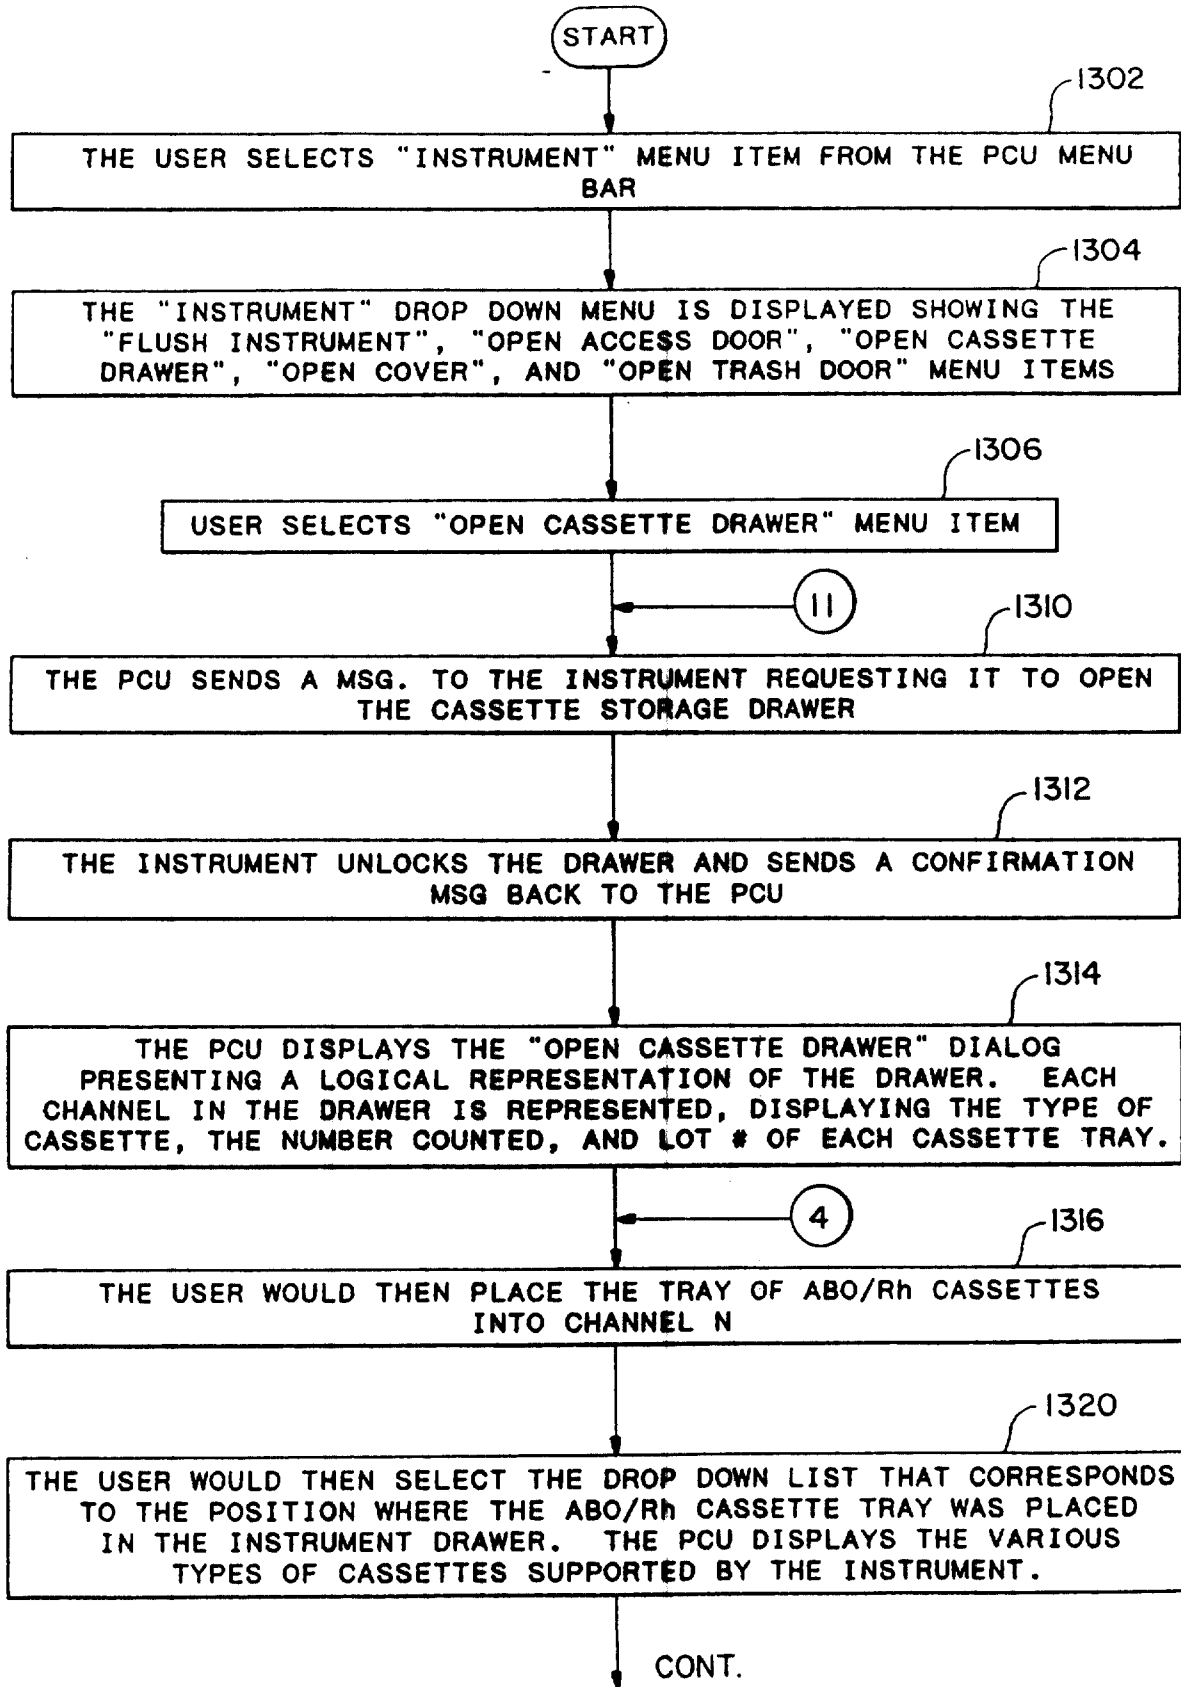 START
1302
THE USER SELECTS "INSTRUMENT" MENU ITEM FROM THE PCU MENU
BAR
1304
THE "INSTRUMENT" DROP DOWN MENU IS DISPLAYED SHOWING THE
"FLUSH INSTRUMENT", "OPEN ACCESS DOOR", "OPEN CASSETTE
DRAWER", "OPEN COVER", AND "OPEN TRASH DOOR" MENU ITEMS
1306
USER SELECTS "OPEN CASSETTE DRAWER" MENU ITEM
11
1310
THE PCU SENDS A MSG. TO THE INSTRUMENT REQUESTING IT TO OPEN
THE CASSETTE STORAGE DRAWER
1312
THE INSTRUMENT UNLOCKS THE DRAWER AND SENDS A CONFIRMATION
MSG BACK TO THE PCU
1314
THE PCU DISPLAYS THE "OPEN CASSETTE DRAWER" DIALOG
PRESENTING A LOGICAL REPRESENTATION OF THE DRAWER. EACH
CHANNEL IN THE DRAWER IS REPRESENTED, DISPLAYING THE TYPE OF
CASSETTE, THE NUMBER COUNTED, AND LOT # OF EACH CASSETTE TRAY.
4
1316
THE USER WOULD THEN PLACE THE TRAY OF ABO/Rh CASSETTES
INTO CHANNEL N
1320
THE USER WOULD THEN SELECT THE DROP DOWN LIST THAT CORRESPONDS
TO THE POSITION WHERE THE ABO/Rh CASSETTE TRAY WAS PLACED
IN THE INSTRUMENT DRAWER. THE PCU DISPLAYS THE VARIOUS
TYPES OF CASSETTES SUPPORTED BY THE INSTRUMENT.
CONT.